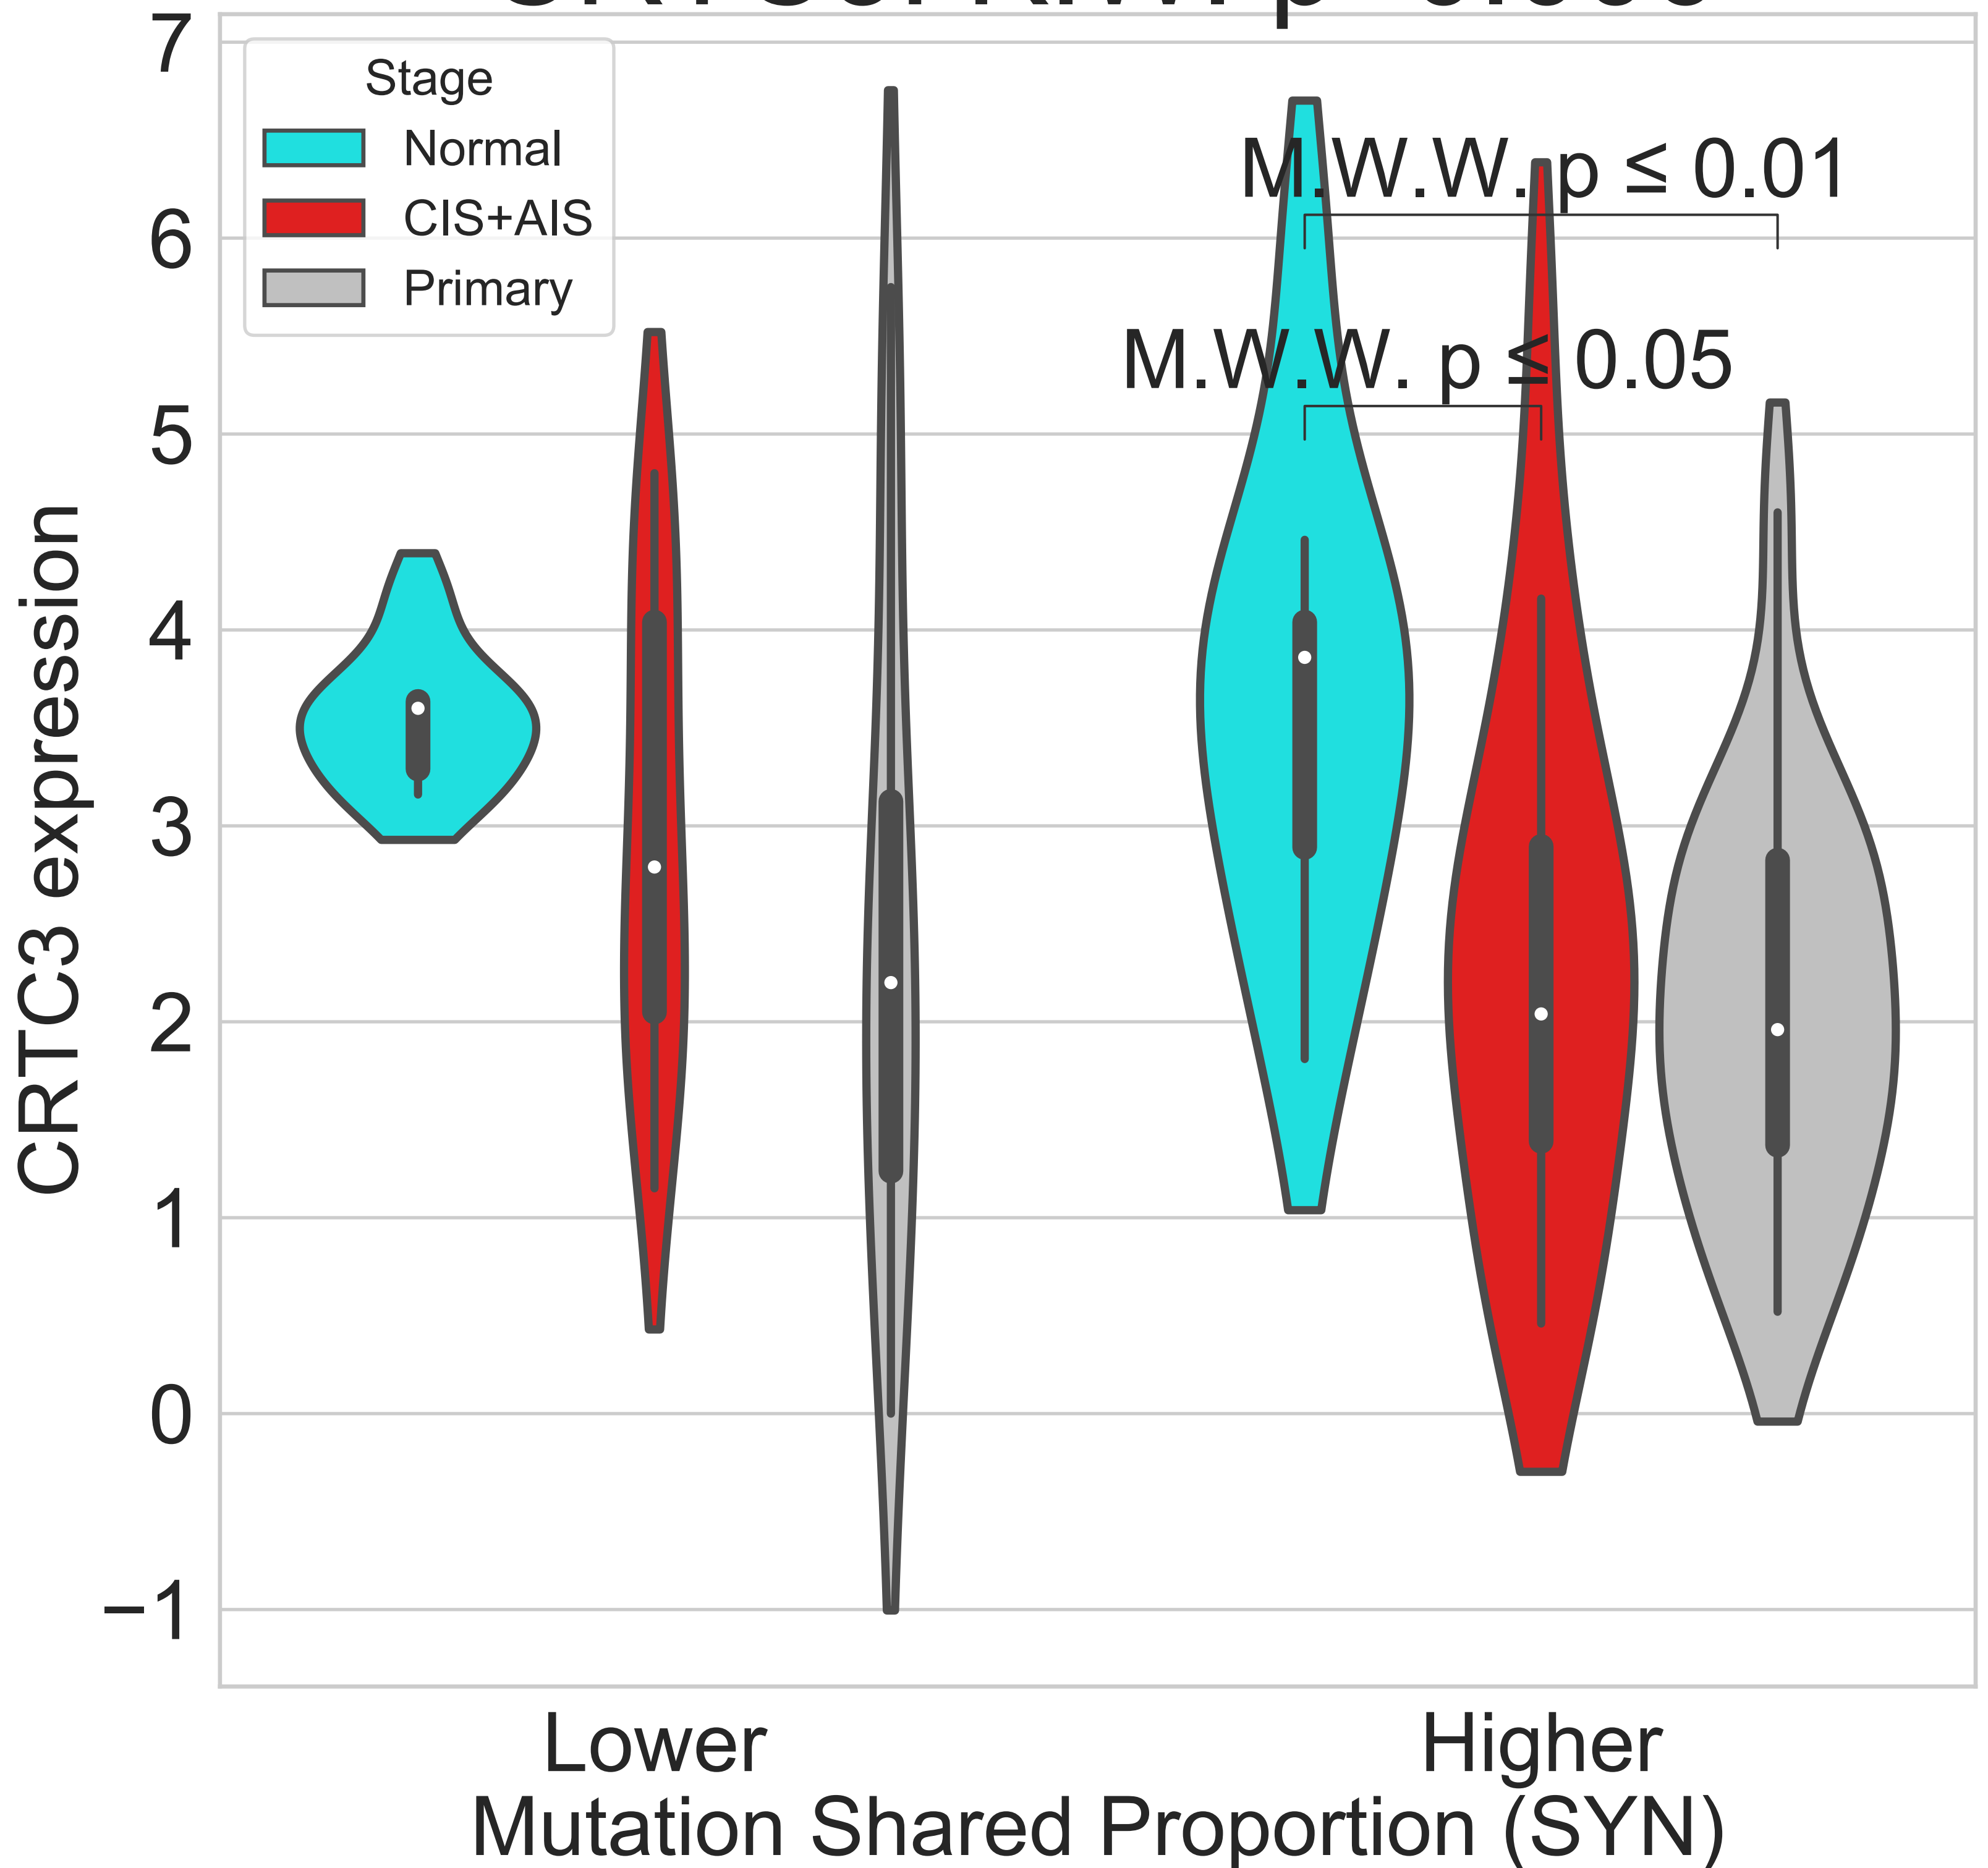 7
6
5
4
3
2
1
0
−1
CRTC3 expression
Stage
Normal
CIS+AIS
Primary
M.W.W. p ≤ 0.01
M.W.W. p ≤ 0.05
Lower
Higher
Mutation Shared Proportion (SYN)